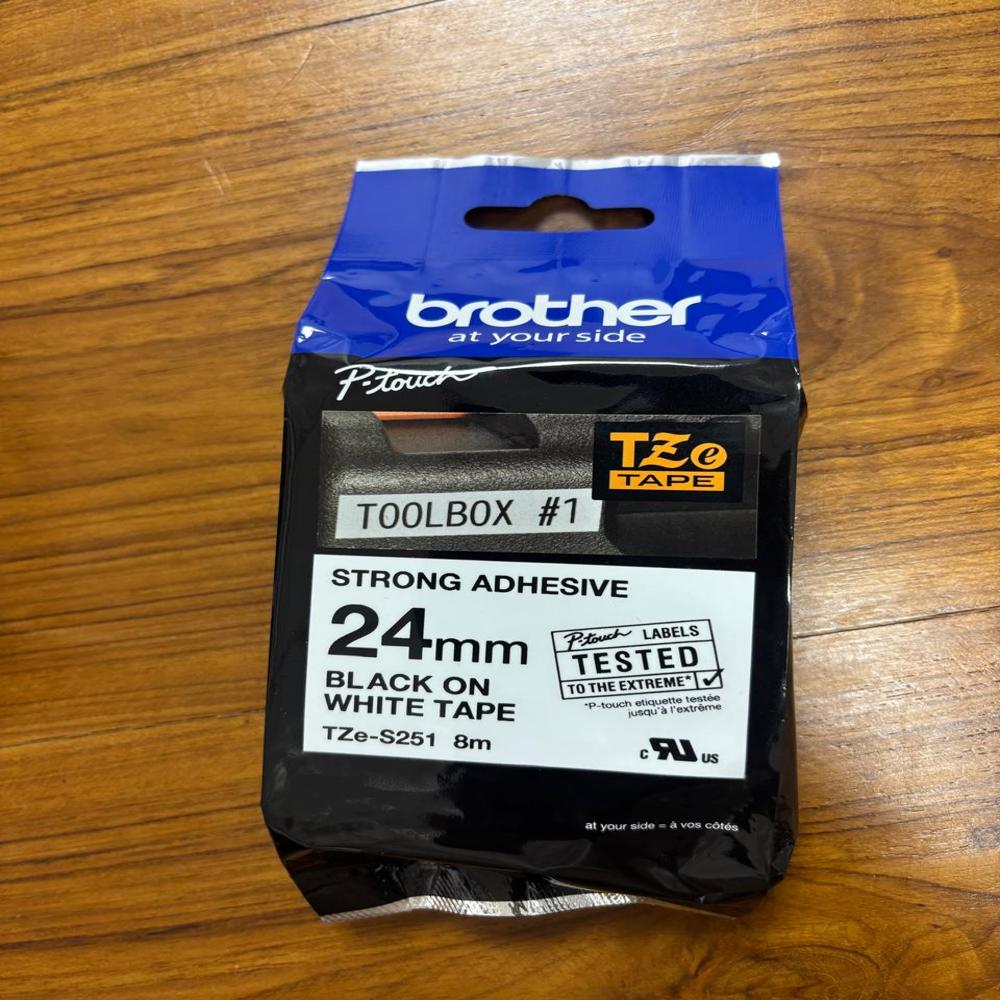 brother
at your side
P-touch
TZe
TAPE
TOOLBOX #1
STRONG ADHESIVE
24mm
BLACK ON
WHITE TAPE
TZe-S251 8m
P-touch LABELS
TESTED
TO THE EXTREME*
*P-touch etiquette testée
jusqu'à l'extrême
c RU US
at your side = à vos côtés